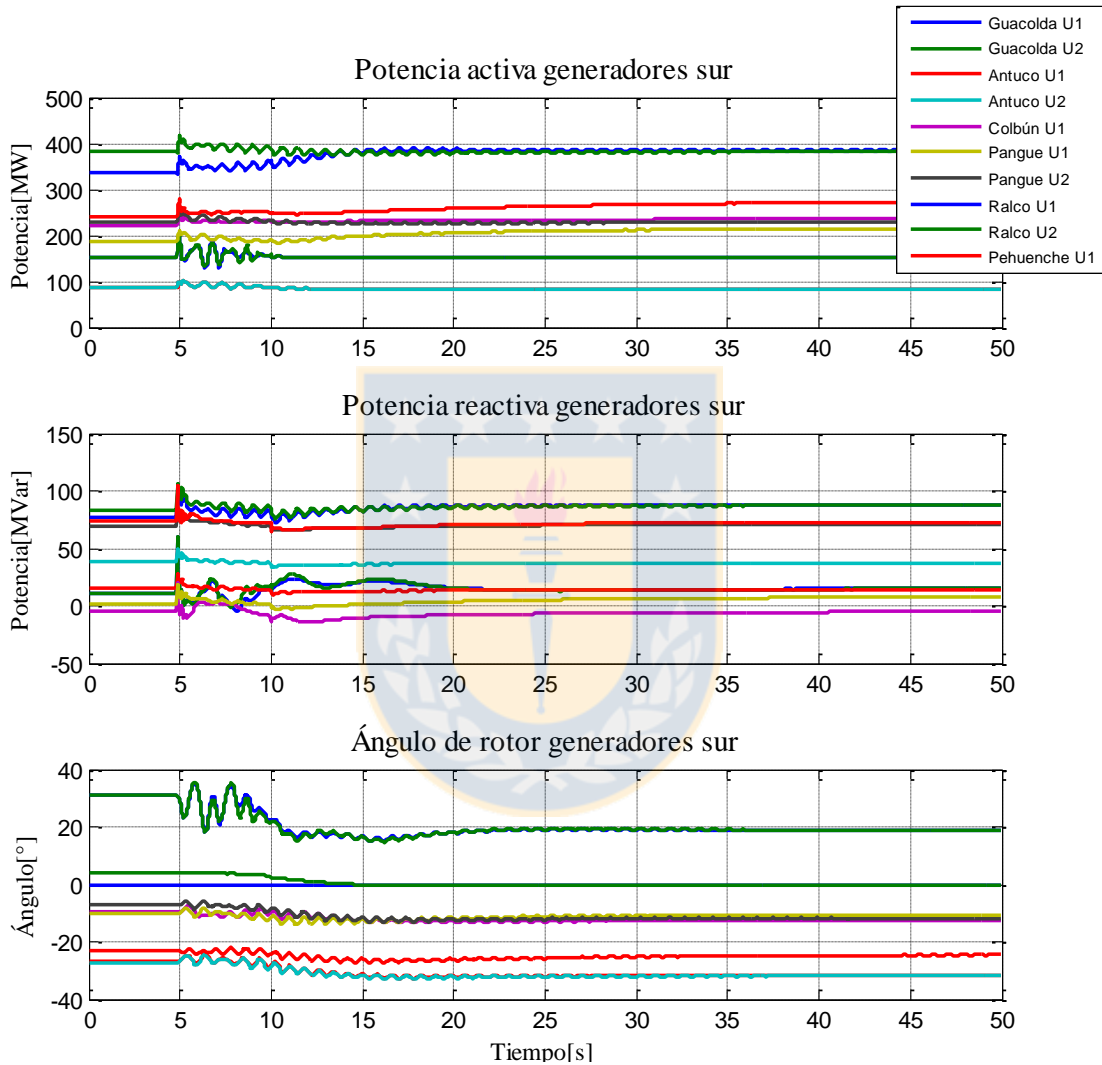 Guacolda U1
Guacolda U2
Antuco U1
Antuco U2
Colbún U1
Pangue U1
Pangue U2
Ralco U1
Ralco U2
Pehuenche U1
Potencia activa generadores sur
Potencia[MW]
500
400
300
200
100
0
0 5 10 15 20 25 30 35 40 45 50
Potencia reactiva generadores sur
Potencia[MVar]
150
100
50
0
-50
0 5 10 15 20 25 30 35 40 45 50
Ángulo de rotor generadores sur
Ángulo[°]
40
20
0
-20
-40
0 5 10 15 20 25 30 35 40 45 50
Tiempo[s]